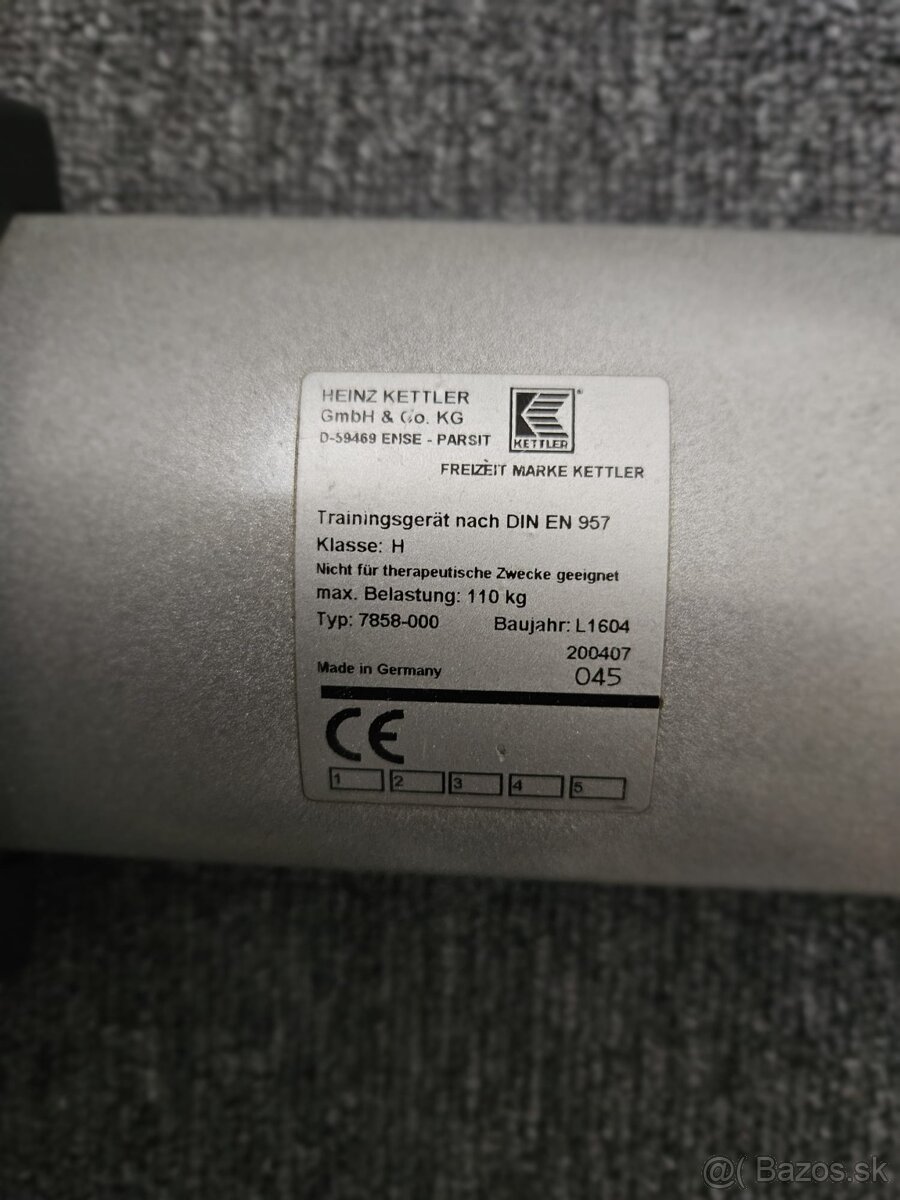 HEINZ KETTLER
GmbH & Co. KG
D-59469 ENSE - PARSIT
KETTLER
FREIZEIT MARKE KETTLER
Trainingsgerät nach DIN EN 957
Klasse: H
Nicht für therapeutische Zwecke geeignet
max. Belastung: 110 kg
Typ: 7858-000 Baujahr: L1604
200407
Made in Germany 045
CE
1 2 3 4 5
@( Bazos.sk